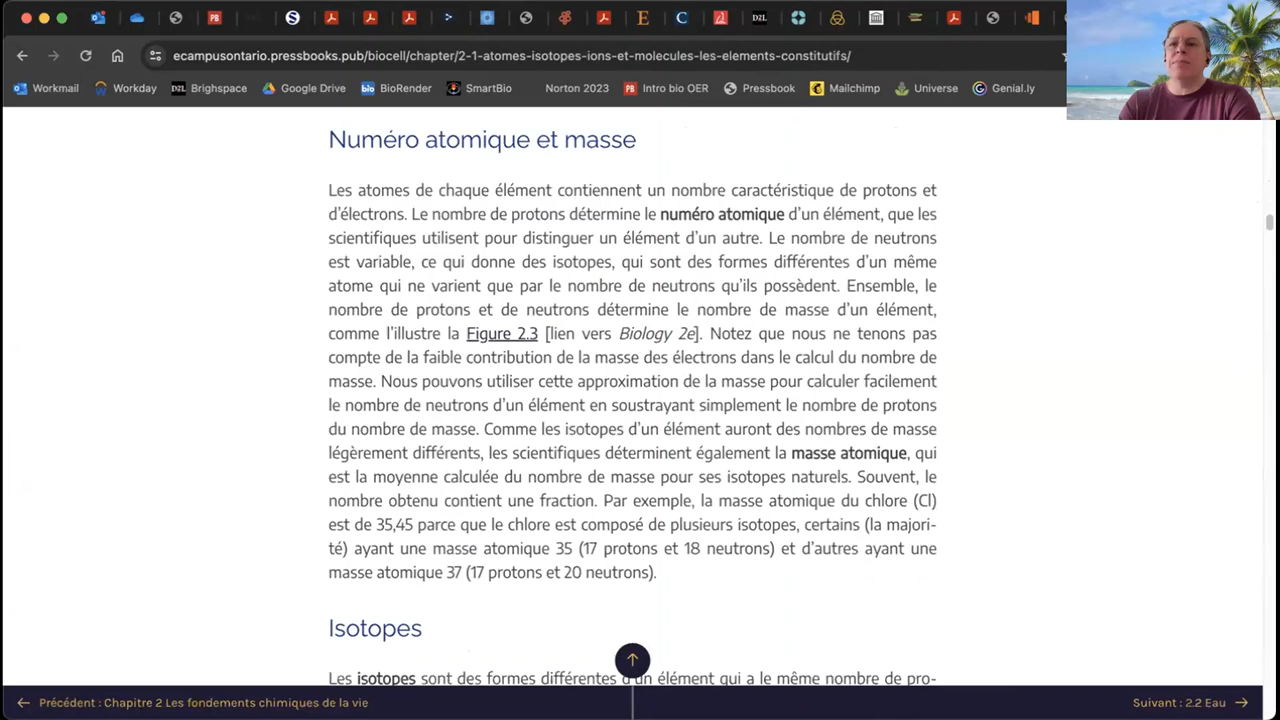 ecampusontario.pressbooks.pub/biocell/chapter/2-1-atomes-isotopes-ions-et-molecules-les-elements-constitutifs/
Workmail Workday Brightspace Google Drive BioRender SmartBio Norton 2023 Intro bio OER Pressbook Mailchimp Universe Genial.ly
Numéro atomique et masse
Les atomes de chaque élément contiennent un nombre caractéristique de protons et
d’électrons. Le nombre de protons détermine le numéro atomique d’un élément, que les
scientifiques utilisent pour distinguer un élément d’un autre. Le nombre de neutrons
est variable, ce qui donne des isotopes, qui sont des formes différentes d’un même
atome qui ne varient que par le nombre de neutrons qu’ils possèdent. Ensemble, le
nombre de protons et de neutrons détermine le nombre de masse d’un élément,
comme l’illustre la Figure 2.3 [lien vers Biology 2e]. Notez que nous ne tenons pas
compte de la faible contribution de la masse des électrons dans le calcul du nombre de
masse. Nous pouvons utiliser cette approximation de la masse pour calculer facilement
le nombre de neutrons d’un élément en soustrayant simplement le nombre de protons
du nombre de masse. Comme les isotopes d’un élément auront des nombres de masse
légèrement différents, les scientifiques déterminent également la masse atomique, qui
est la moyenne calculée du nombre de masse pour ses isotopes naturels. Souvent, le
nombre obtenu contient une fraction. Par exemple, la masse atomique du chlore (Cl)
est de 35,45 parce que le chlore est composé de plusieurs isotopes, certains (la majori-
té) ayant une masse atomique 35 (17 protons et 18 neutrons) et d’autres ayant une
masse atomique 37 (17 protons et 20 neutrons).
Isotopes
Les isotopes sont des formes différentes d’un élément qui a le même nombre de pro-
Précédent : Chapitre 2 Les fondements chimiques de la vie
Suivant : 2.2 Eau